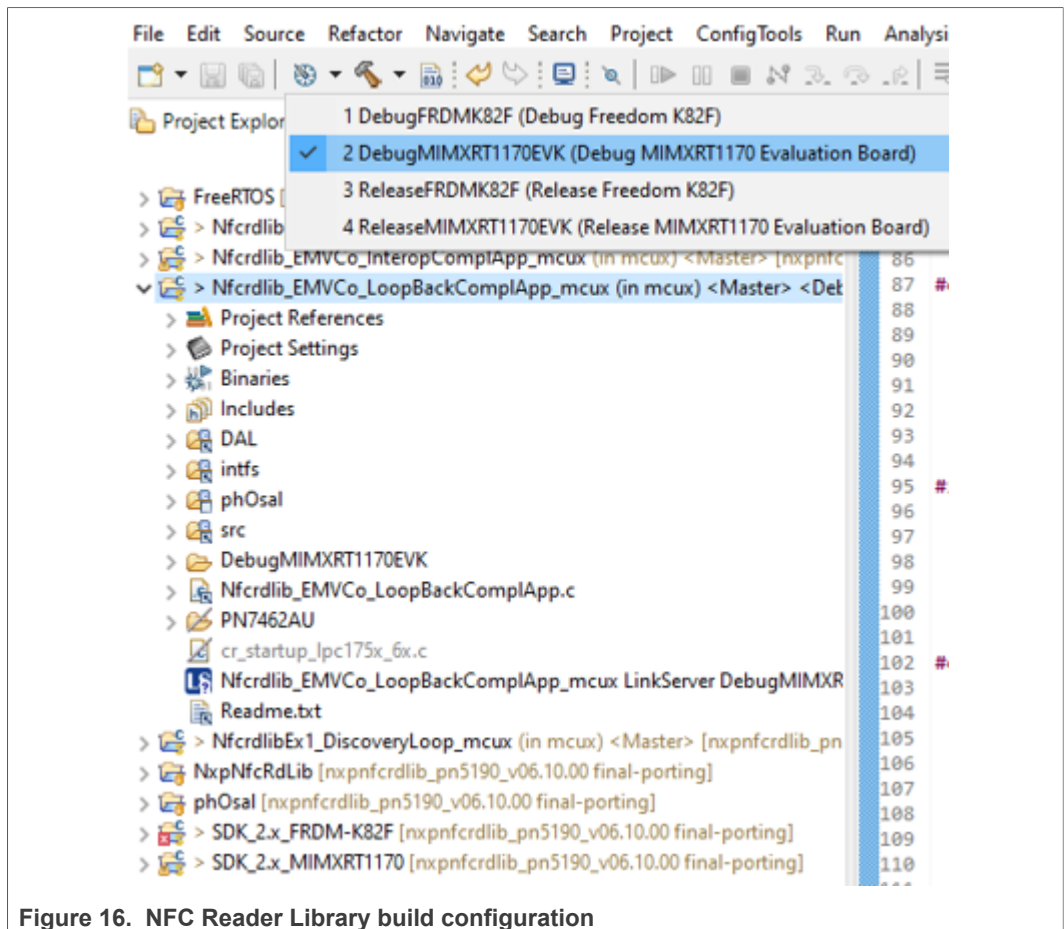 File Edit Source Refactor Navigate Search Project ConfigTools Run Analysi
Project Explor
1 DebugFRDMK82F (Debug Freedom K82F)
2 DebugMIMXRT1170EVK (Debug MIMXRT1170 Evaluation Board)
3 ReleaseFRDMK82F (Release Freedom K82F)
4 ReleaseMIMXRT1170EVK (Release MIMXRT1170 Evaluation Board)
> FreeRTOS [
> > Nfcrdlib
> > Nfcrdlib_EMVCo_InteropComplApp_mcux (in mcux) <Master> [nxpnfc
> Nfcrdlib_EMVCo_LoopBackComplApp_mcux (in mcux) <Master> <Det
> Project References
> Project Settings
> Binaries
> Includes
> DAL
> intfs
> phOsal
> src
> DebugMIMXRT1170EVK
> Nfcrdlib_EMVCo_LoopBackComplApp.c
> PN7462AU
cr_startup_lpc175x_6x.c
Nfcrdlib_EMVCo_LoopBackComplApp_mcux LinkServer DebugMIMXR
Readme.txt
> > NfcrdlibEx1_DiscoveryLoop_mcux (in mcux) <Master> [nxpnfcrdlib_pn
> NxpNfcRdLib [nxpnfcrdlib_pn5190_v06.10.00 final-porting]
> phOsal [nxpnfcrdlib_pn5190_v06.10.00 final-porting]
> > SDK_2.x_FRDM-K82F [nxpnfcrdlib_pn5190_v06.10.00 final-porting]
> > SDK_2.x_MIMXRT1170 [nxpnfcrdlib_pn5190_v06.10.00 final-porting]
86
87 #
88
89
90
91
92
93
94
95 #
96
97
98
99
100
101
102 #
103
104
105
106
107
108
109
110
Figure 16. NFC Reader Library build configuration